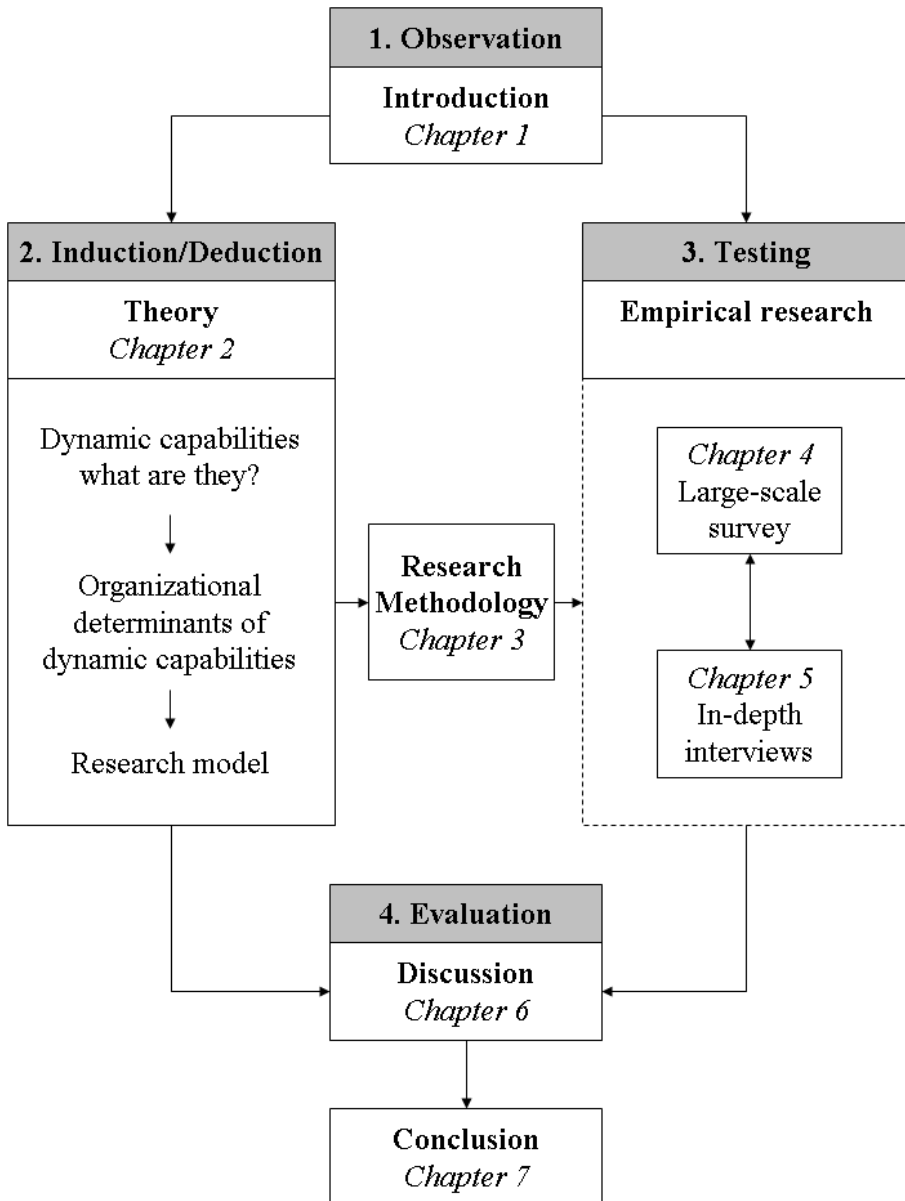 1. Observation
Introduction
Chapter 1
2. Induction/Deduction
Theory
Chapter 2
Dynamic capabilities
what are they?
Organizational
determinants of
dynamic capabilities
Research model
Research
Methodology
Chapter 3
3. Testing
Empirical research
Chapter 4
Large-scale
survey
Chapter 5
In-depth
interviews
4. Evaluation
Discussion
Chapter 6
Conclusion
Chapter 7